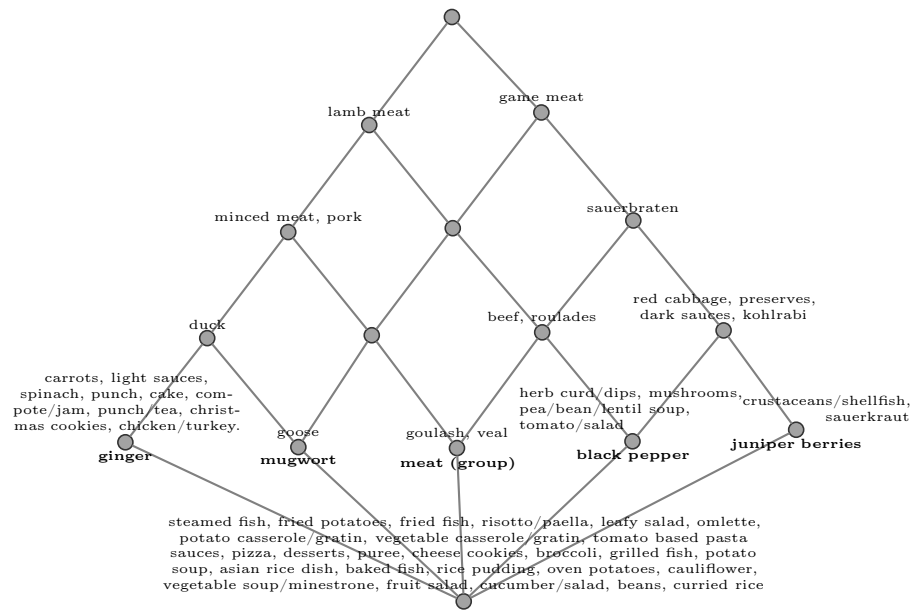 game meat
lamb meat
sauerbraten
minced meat, pork
red cabbage, preserves,
dark sauces, kohlrabi
beef, roulades
duck
carrots, light sauces,
spinach, punch, cake, com-
pote/jam, punch/tea, christ-
mas cookies, chicken/turkey.
herb curd/dips, mushrooms,
pea/bean/lentil soup,
tomato/salad
crustaceans/shellfish,
sauerkraut
goose
goulash, veal
ginger
mugwort
meat (group)
black pepper
juniper berries
steamed fish, fried potatoes, fried fish, risotto/paella, leafy salad, omlette,
potato casserole/gratin, vegetable casserole/gratin, tomato based pasta
sauces, pizza, desserts, puree, cheese cookies, broccoli, grilled fish, potato
soup, asian rice dish, baked fish, rice pudding, oven potatoes, cauliflower,
vegetable soup/minestrone, fruit salad, cucumber/salad, beans, curried rice